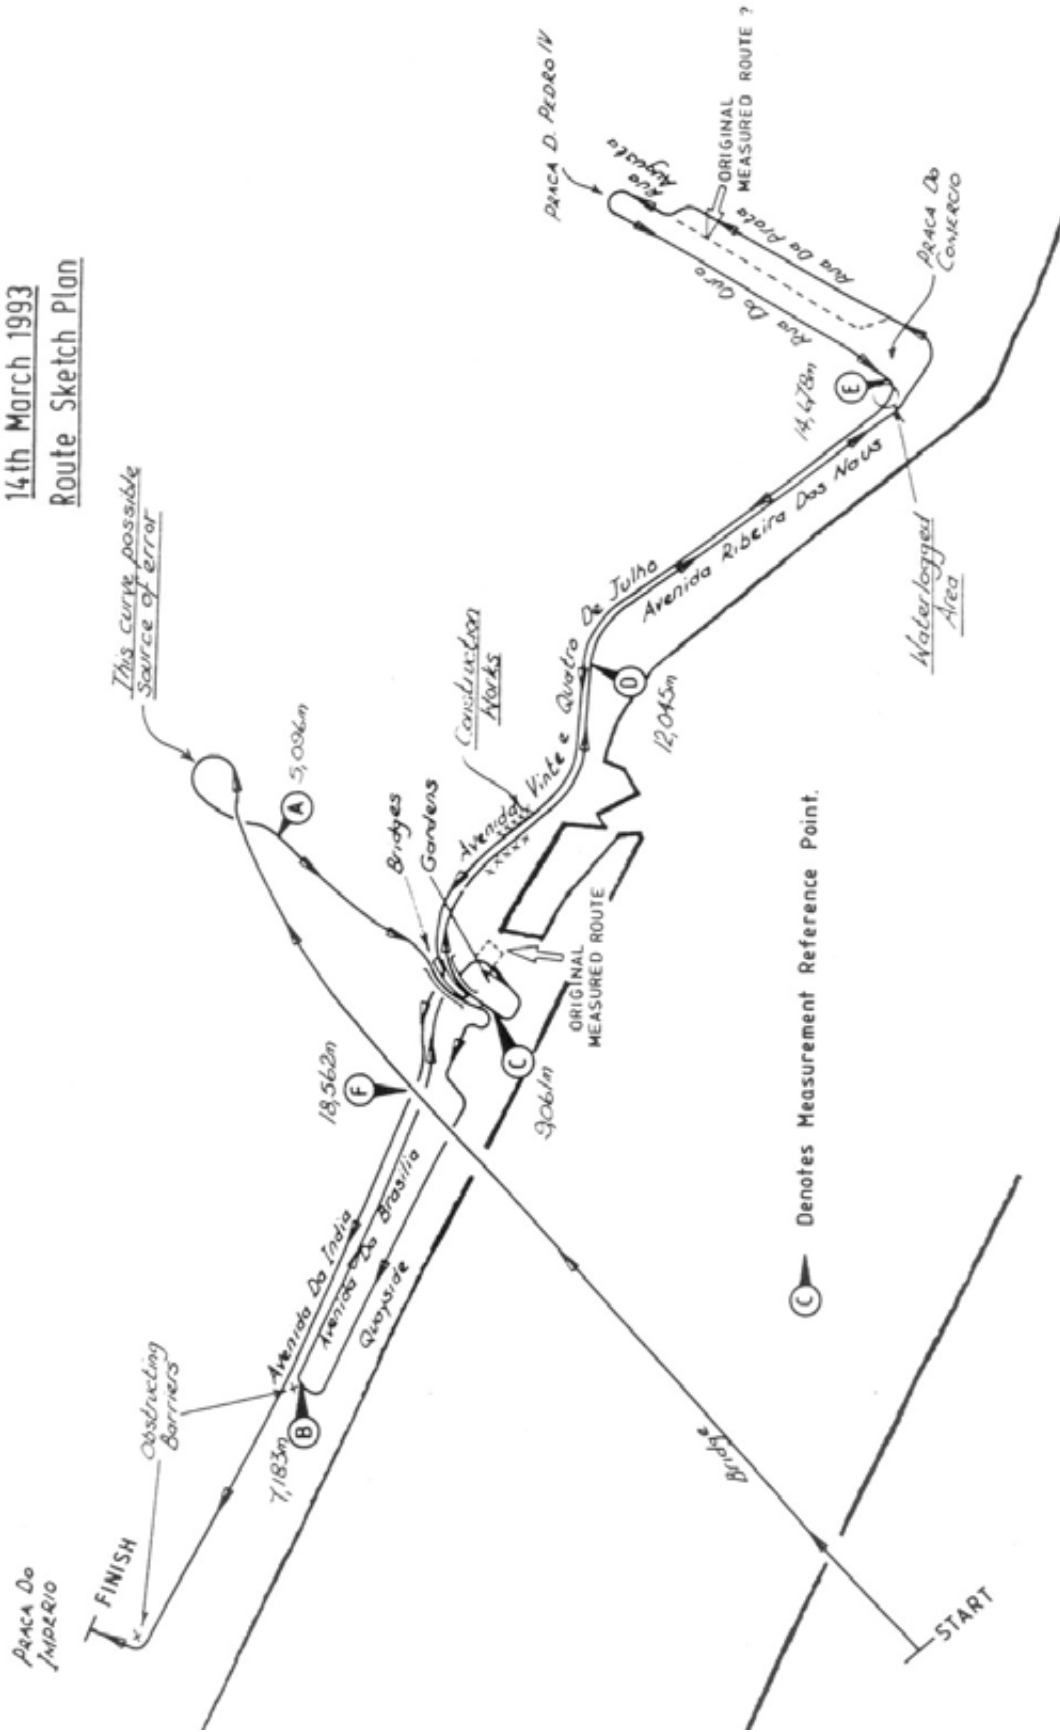 14th March 1993
Route Sketch Plan
This curve possible
source of error
PRACA D. PEDRO IV
Rua
Augusta
ORIGINAL
MEASURED ROUTE ?
Rua Da Prata
Rua Do Ouro
PRACA DO
COMERCIO
E
14,478m
Waterlogged
Area
Avenida Ribeira Das Naus
Avenida Vinte e Quatro De Julho
Construction
Works
D
12,045m
A 5,096m
Bridges
Gardens
ORIGINAL
MEASURED ROUTE
C
9,061m
F
18,562m
Avenida Da India
Avenida Da Brasilia
Quayside
Obstructing
Barriers
B
7,183m
PRACA DO
IMPERIO
FINISH
Bridge
START
C Denotes Measurement Reference Point.